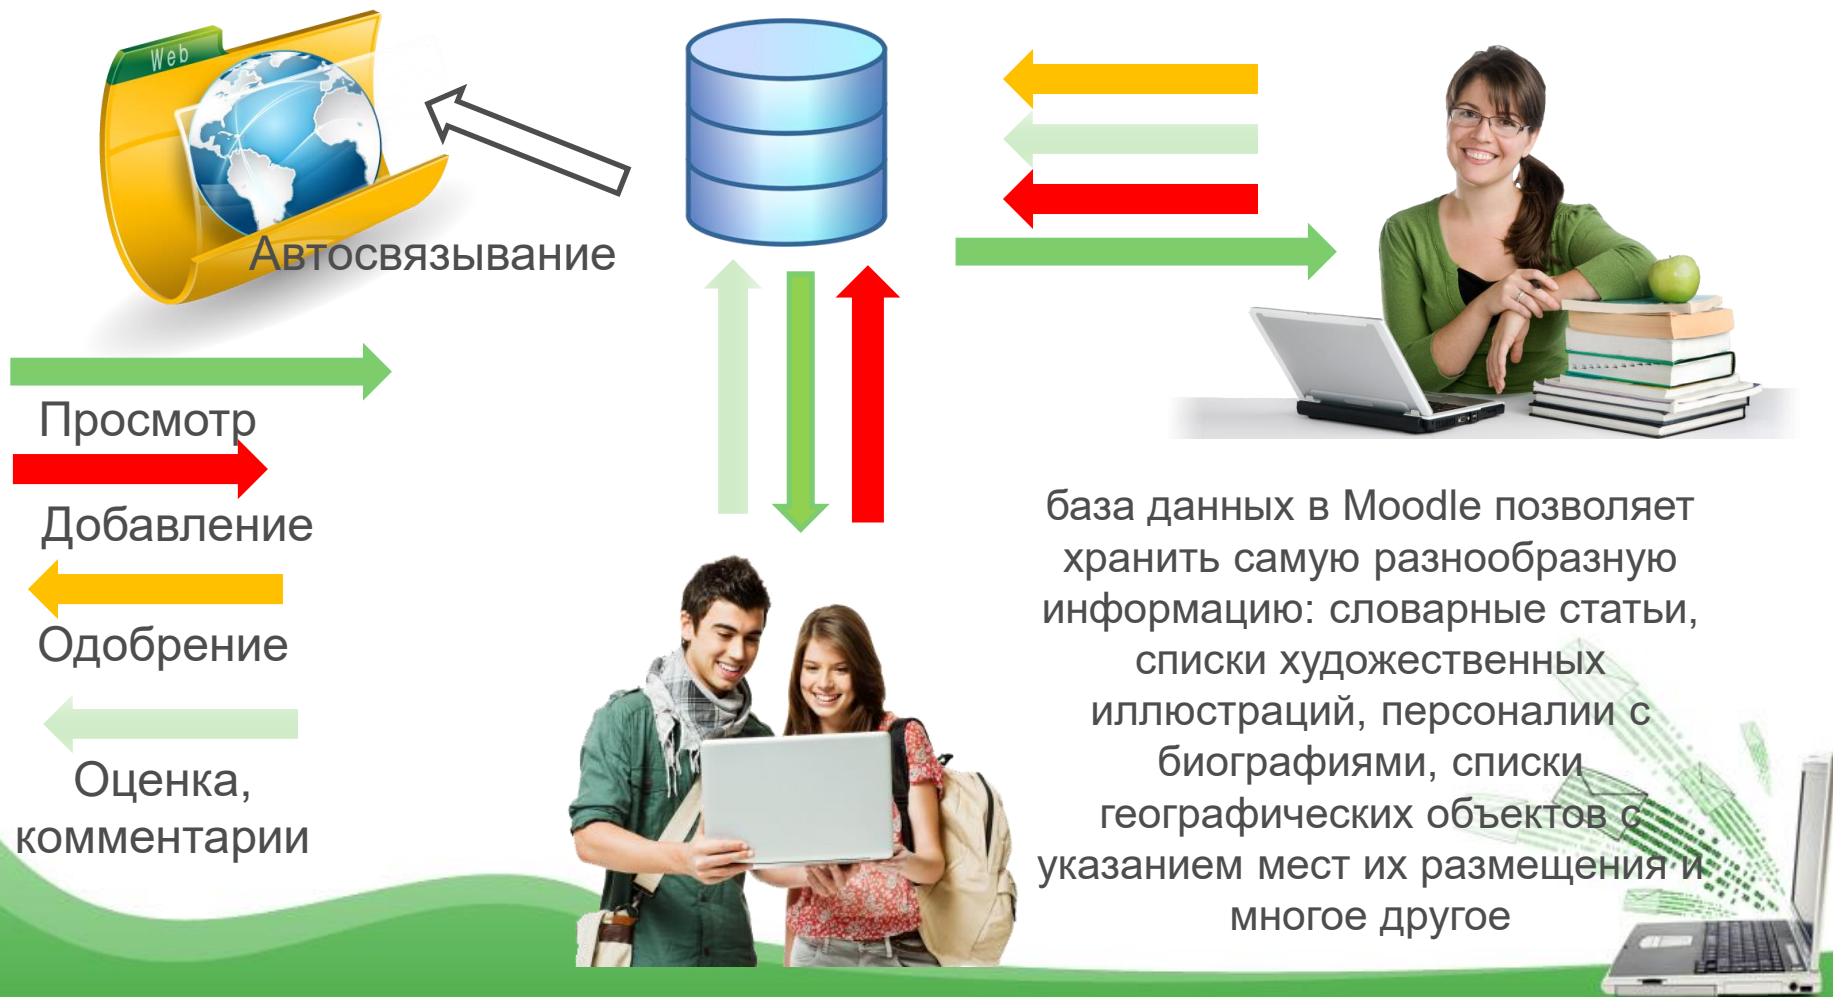 Web
Автосвязывание
Просмотр
Добавление
Одобрение
Оценка,
комментарии
база данных в Moodle позволяет
хранить самую разнообразную
информацию: словарные статьи,
списки художественных
иллюстраций, персоналии с
биографиями, списки
географических объектов с
указанием мест их размещения и
многое другое